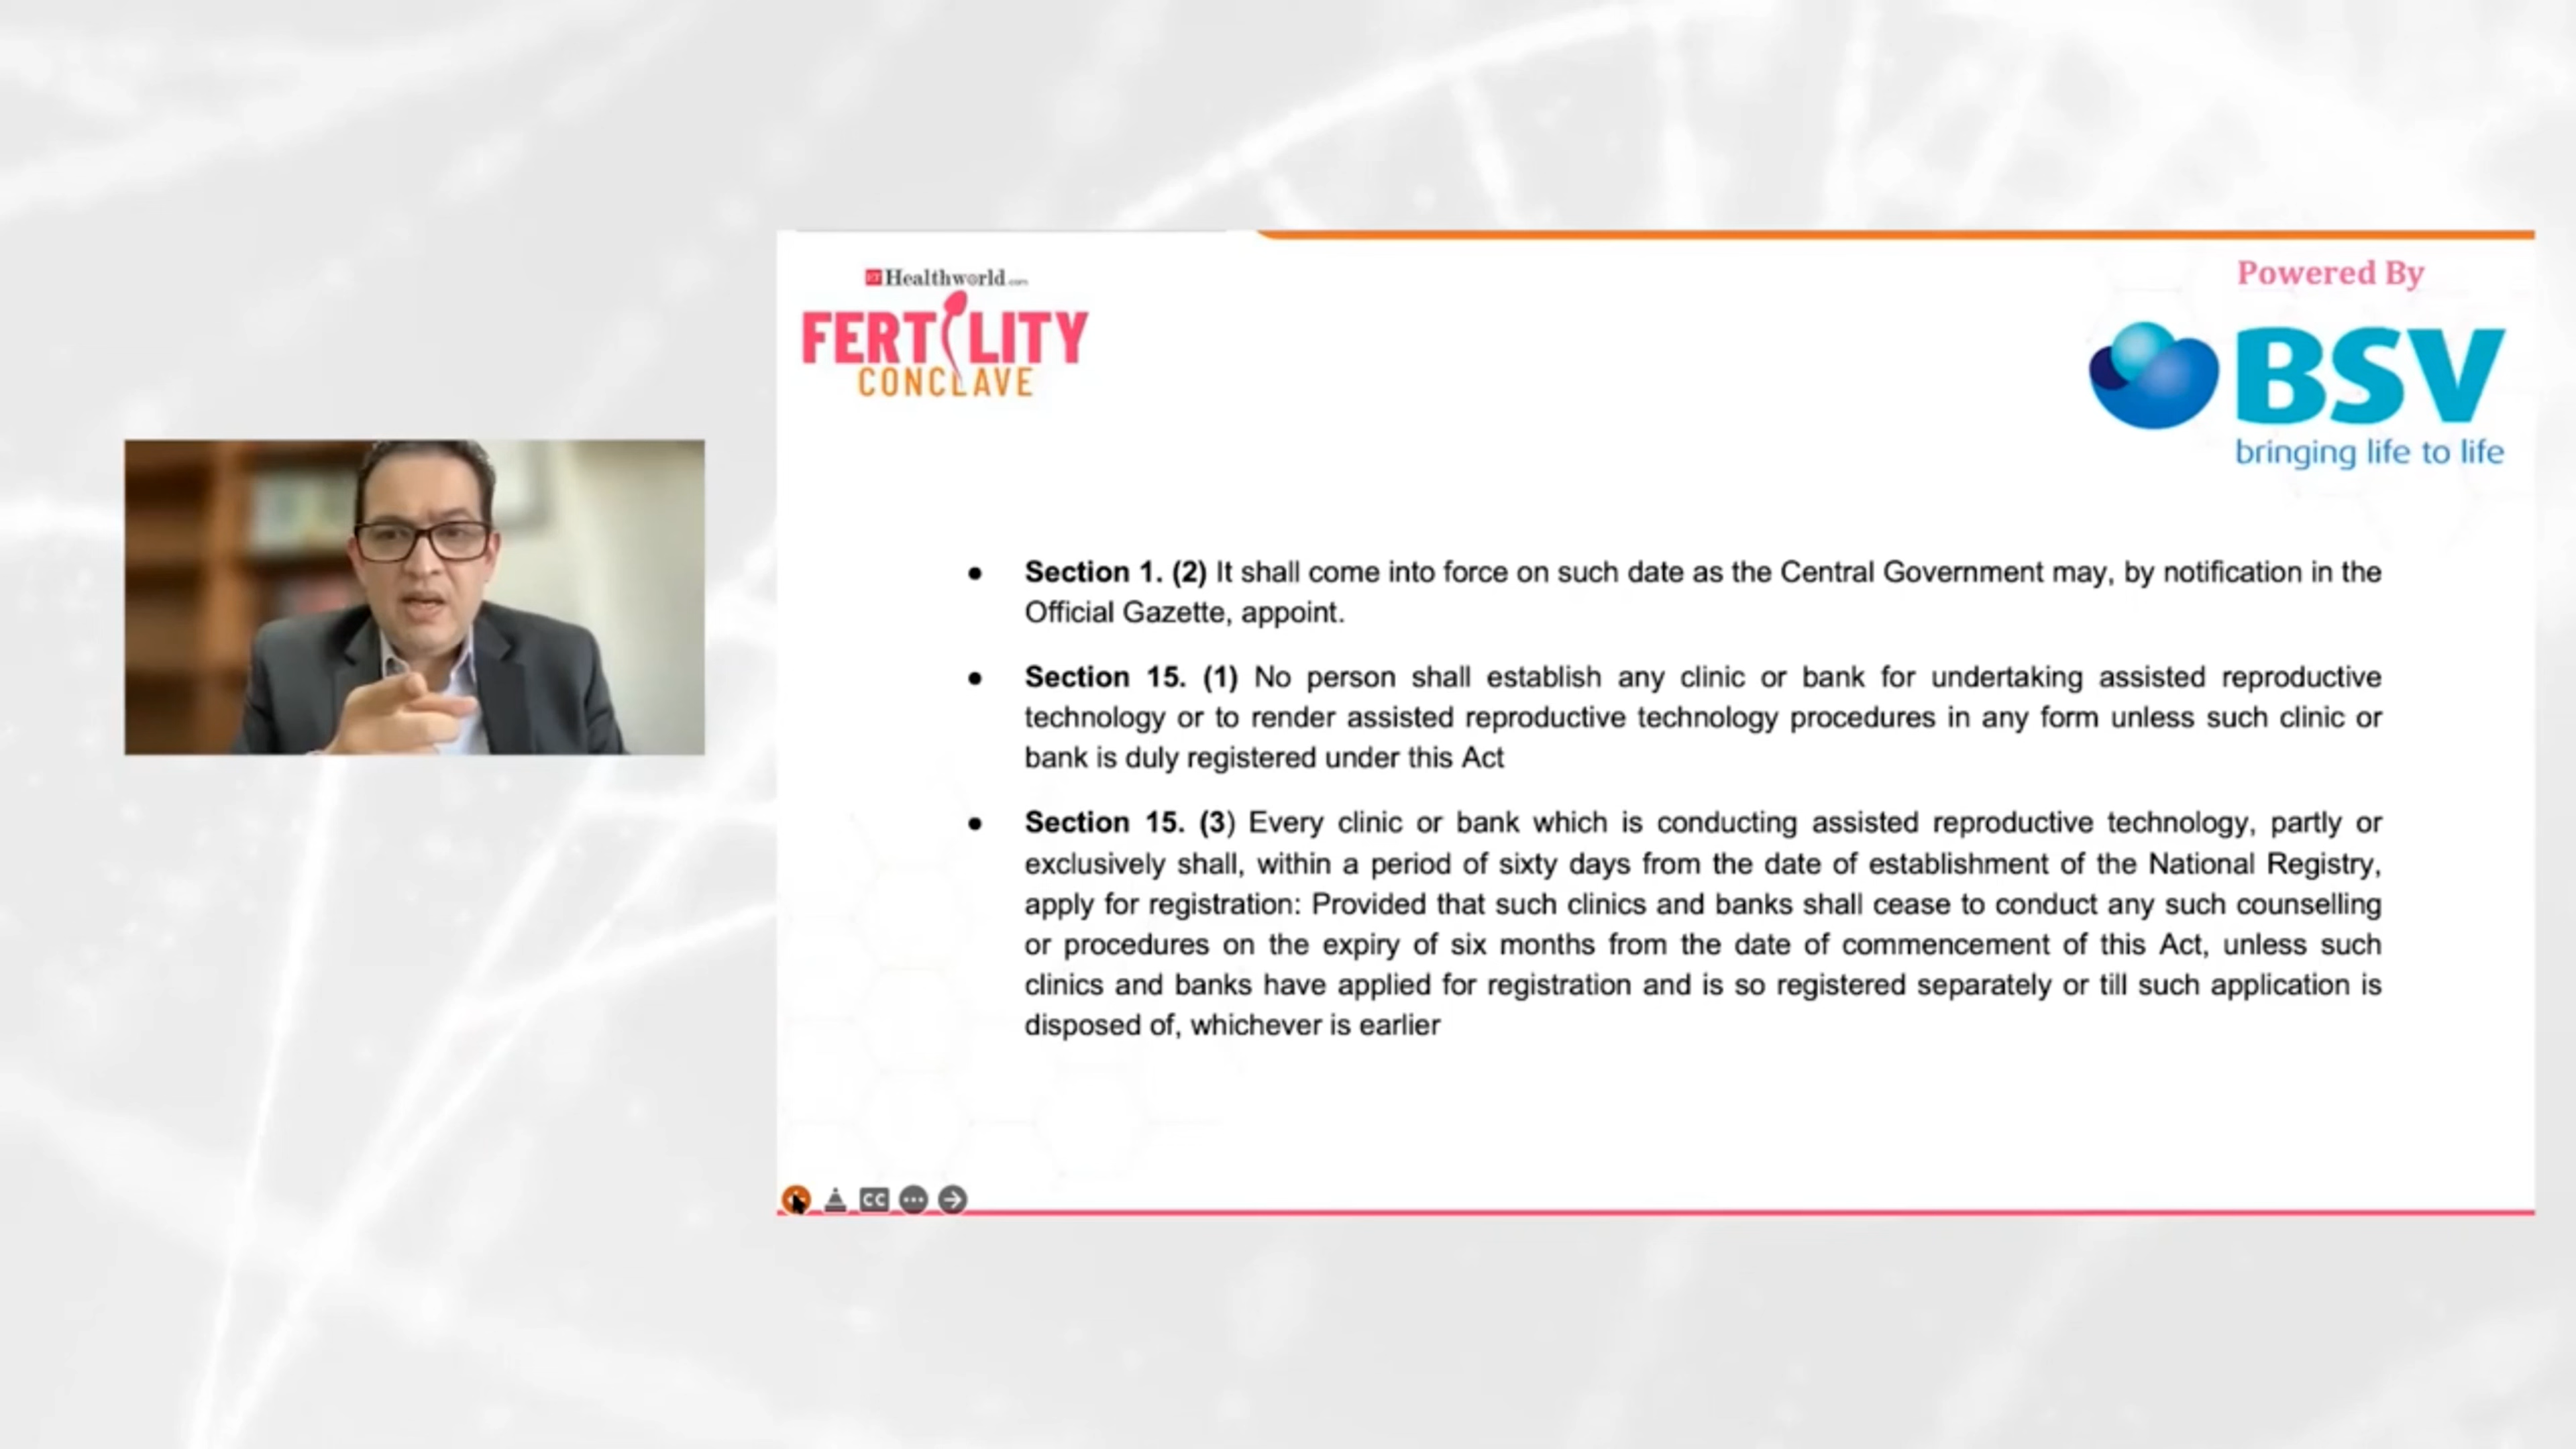 ET Healthworld.com
FERTILITY
CONCLAVE
Powered By
BSV
bringing life to life
● Section 1. (2) It shall come into force on such date as the Central Government may, by notification in the
Official Gazette, appoint.
● Section 15. (1) No person shall establish any clinic or bank for undertaking assisted reproductive
technology or to render assisted reproductive technology procedures in any form unless such clinic or
bank is duly registered under this Act
● Section 15. (3) Every clinic or bank which is conducting assisted reproductive technology, partly or
exclusively shall, within a period of sixty days from the date of establishment of the National Registry,
apply for registration: Provided that such clinics and banks shall cease to conduct any such counselling
or procedures on the expiry of six months from the date of commencement of this Act, unless such
clinics and banks have applied for registration and is so registered separately or till such application is
disposed of, whichever is earlier
CC